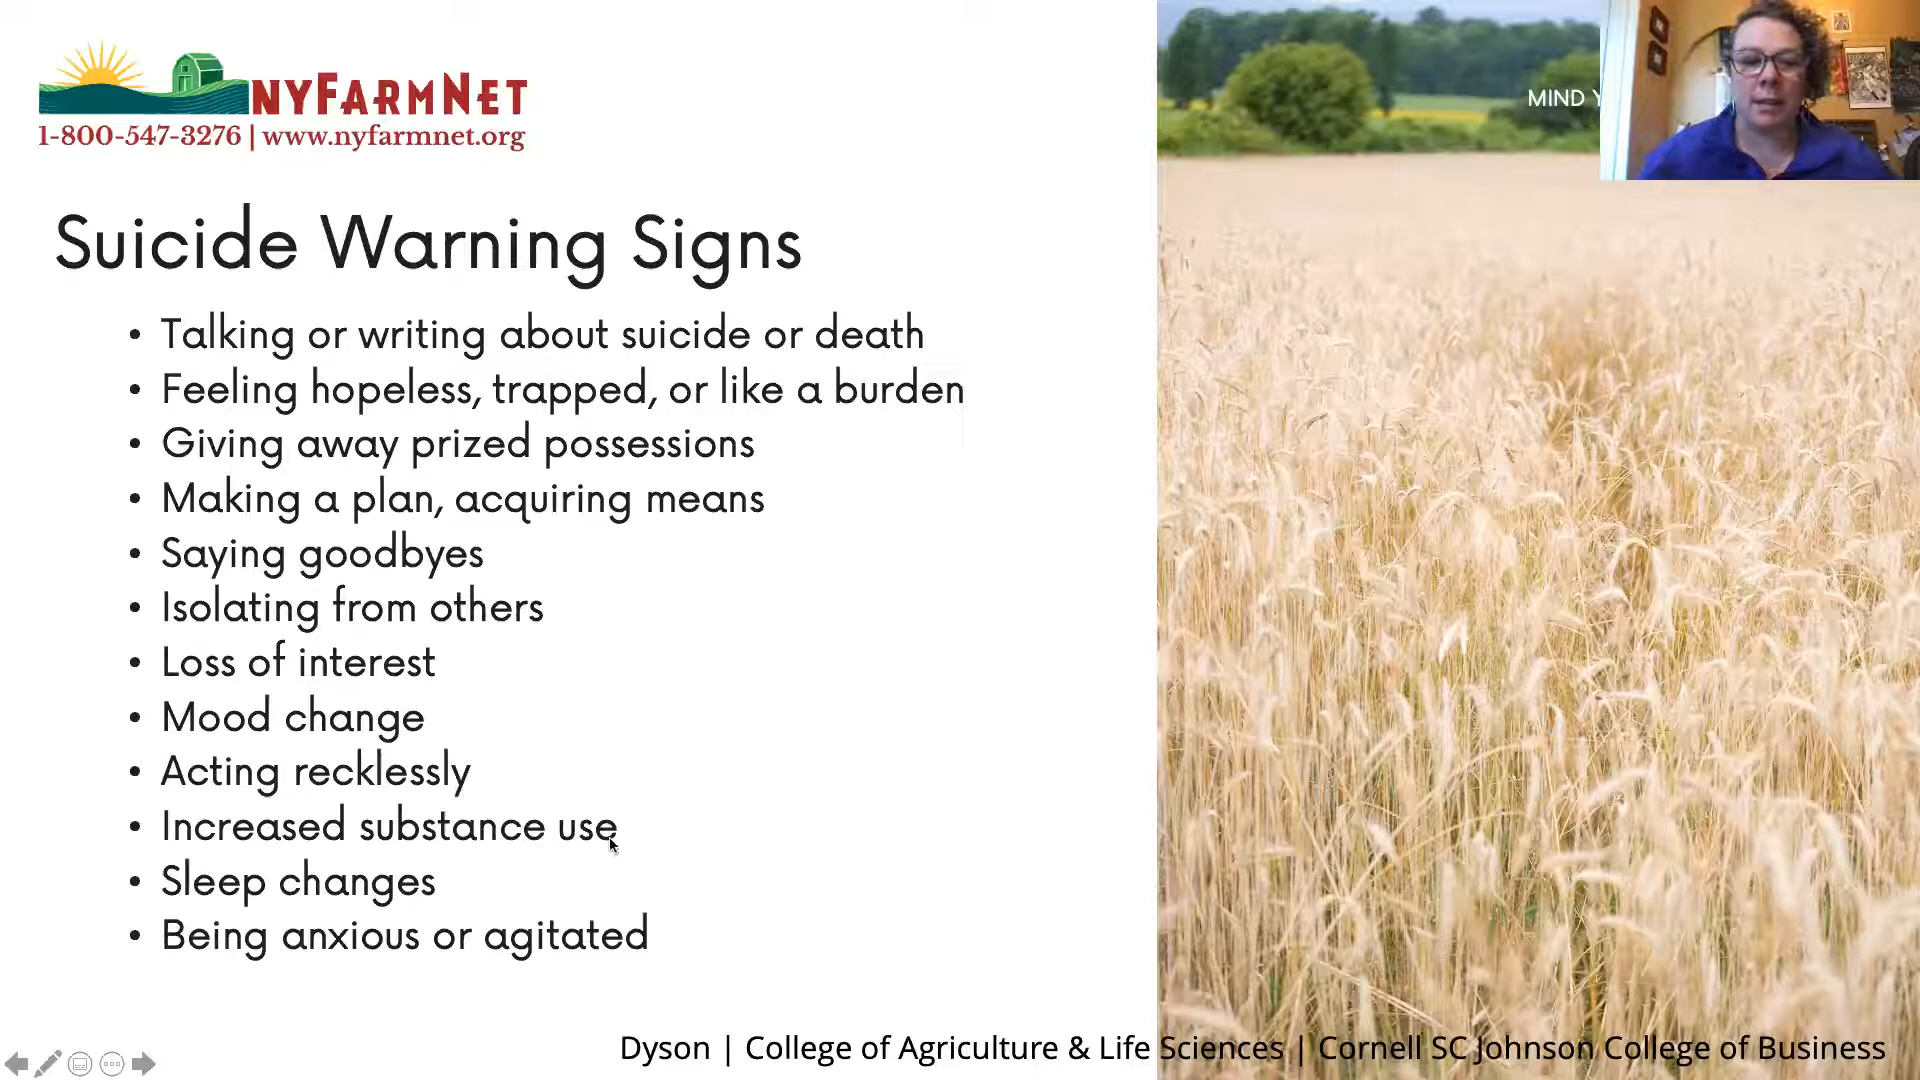 NYFARMNET
1-800-547-3276 | www.nyfarmnet.org
MIND
Suicide Warning Signs
• Talking or writing about suicide or death
• Feeling hopeless, trapped, or like a burden
• Giving away prized possessions
• Making a plan, acquiring means
• Saying goodbyes
• Isolating from others
• Loss of interest
• Mood change
• Acting recklessly
• Increased substance use
• Sleep changes
• Being anxious or agitated
Dyson | College of Agriculture & Life Sciences | Cornell SC Johnson College of Business